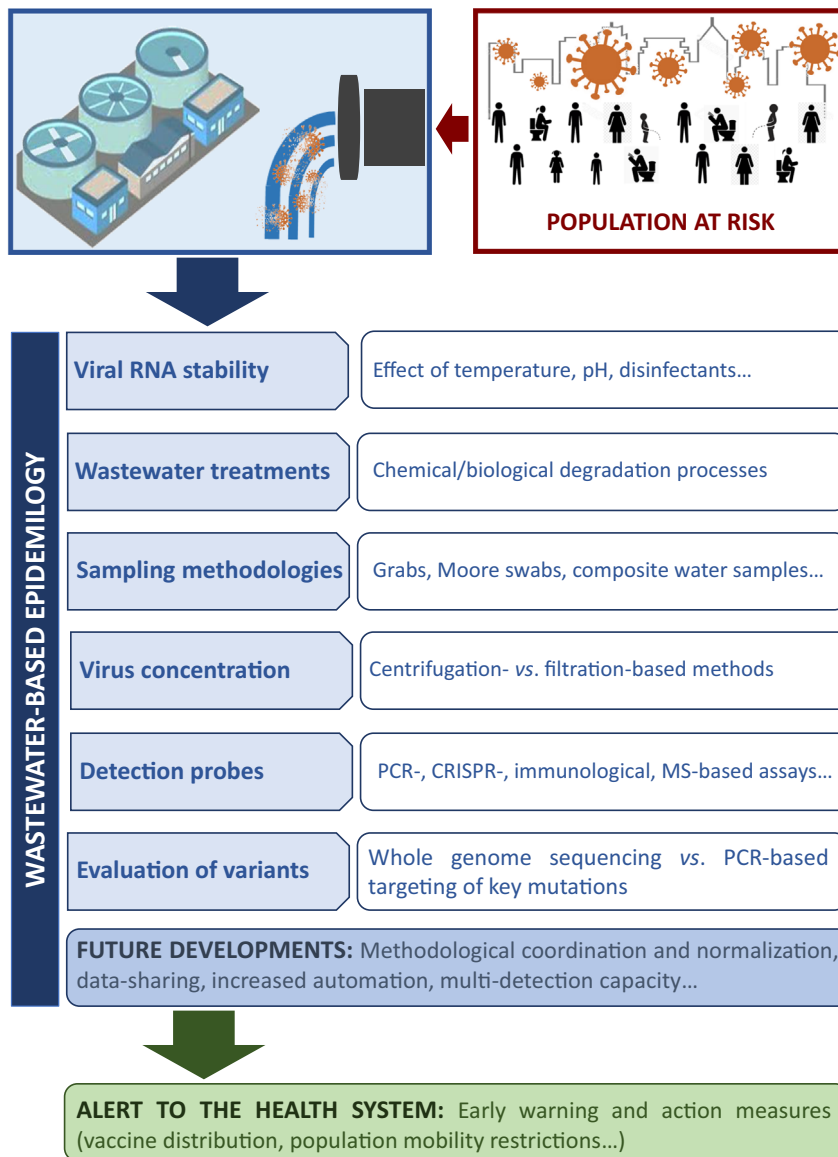 POPULATION AT RISK
WASTEWATER-BASED EPIDEMILOGY
Viral RNA stability
Effect of temperature, pH, disinfectants…
Wastewater treatments
Chemical/biological degradation processes
Sampling methodologies
Grabs, Moore swabs, composite water samples…
Virus concentration
Centrifugation- vs. filtration-based methods
Detection probes
PCR-, CRISPR-, immunological, MS-based assays…
Evaluation of variants
Whole genome sequencing vs. PCR-based
targeting of key mutations
FUTURE DEVELOPMENTS: Methodological coordination and normalization,
data-sharing, increased automation, multi-detection capacity…
ALERT TO THE HEALTH SYSTEM: Early warning and action measures
(vaccine distribution, population mobility restrictions…)